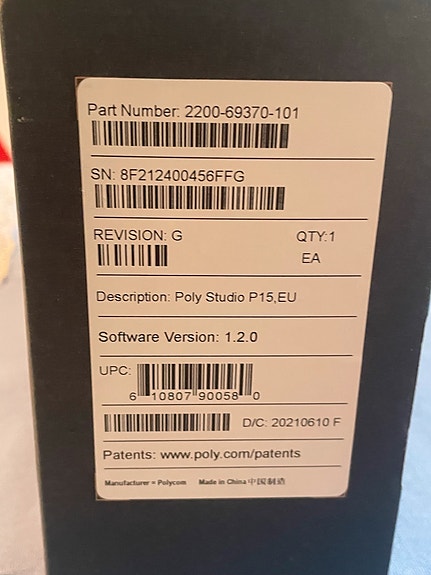 Part Number: 2200-69370-101
SN: 8F212400456FFG
REVISION: G QTY:1
EA
Description: Poly Studio P15,EU
Software Version: 1.2.0
UPC:
6 10807 90058 0
D/C: 20210610 F
Patents: www.poly.com/patents
Manufacturer = Polycom Made in China 中国制造